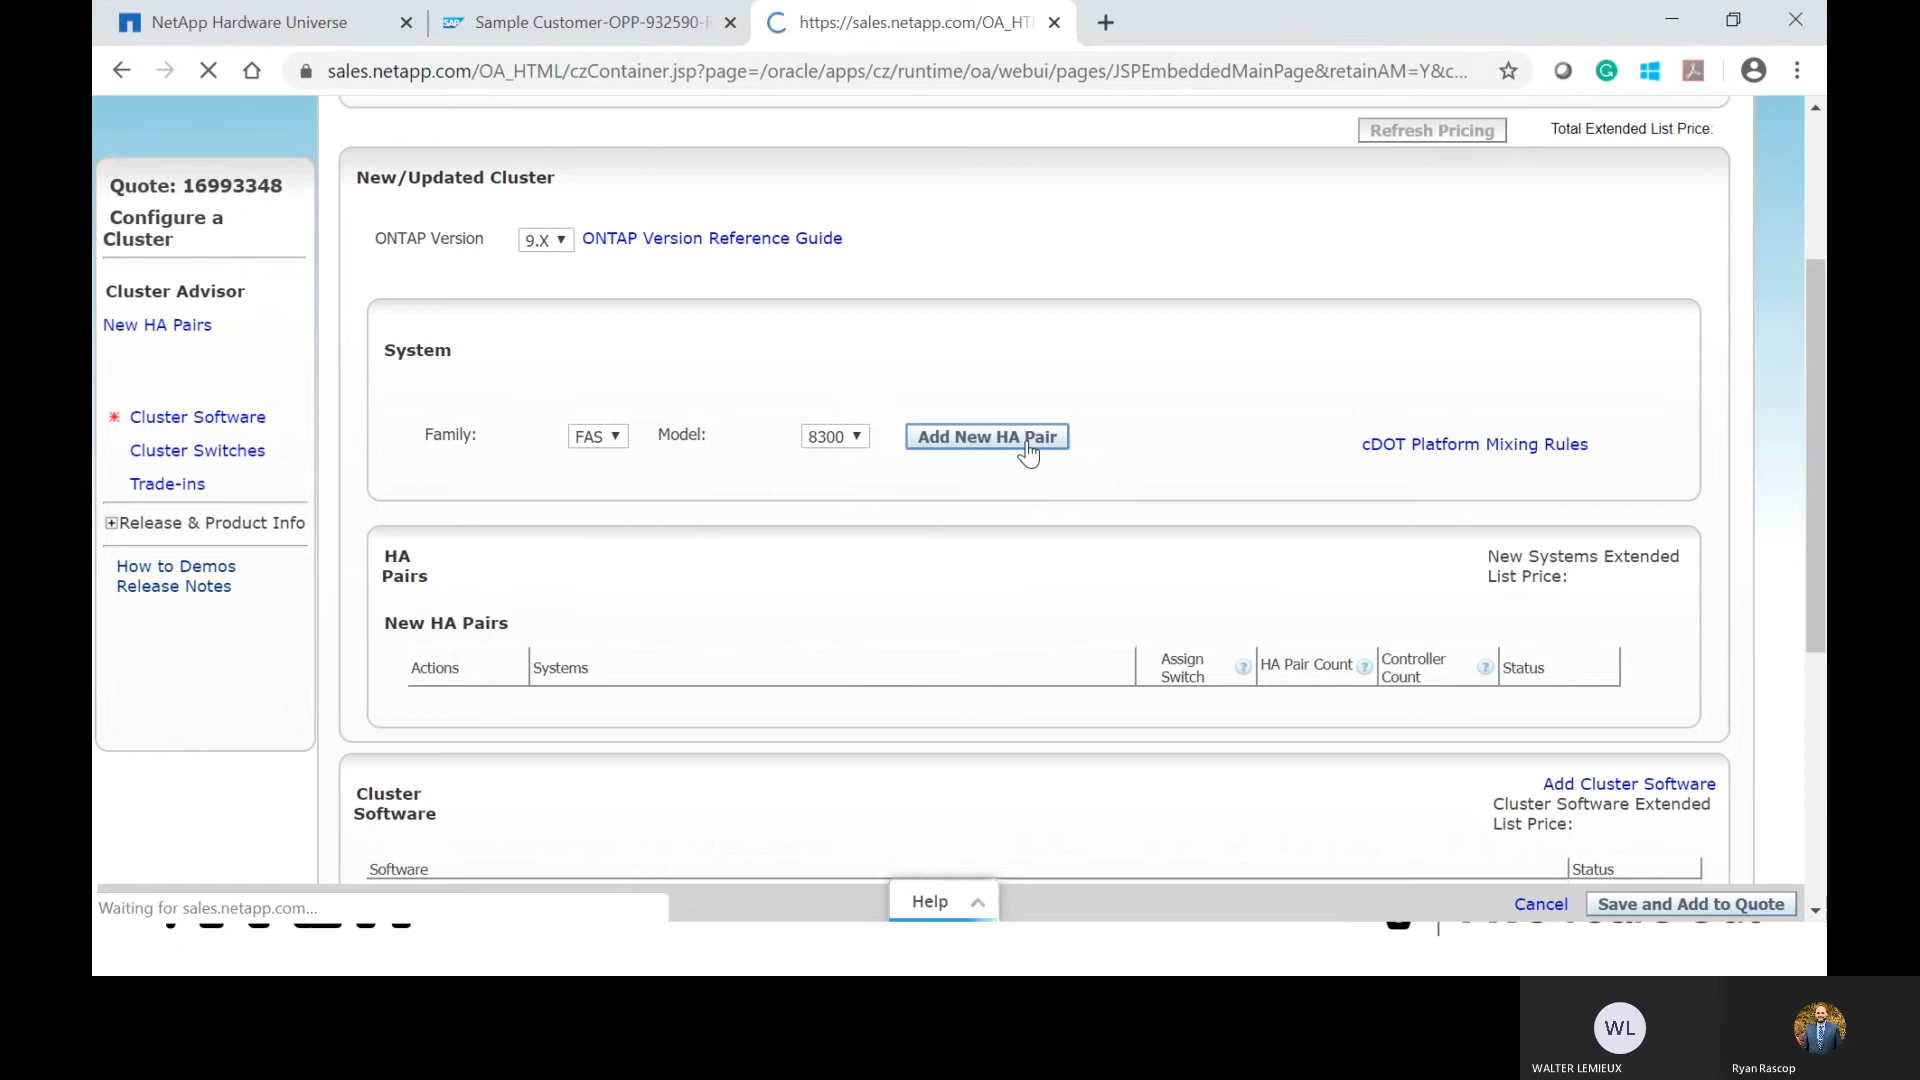 NetApp Hardware Universe
SAP Sample Customer-OPP-932590-
https://sales.netapp.com/OA_HT
sales.netapp.com/OA_HTML/czContainer.jsp?page=/oracle/apps/cz/runtime/oa/webui/pages/JSPEmbeddedMainPage&retainAM=Y&c...
Refresh Pricing Total Extended List Price:
Quote: 16993348
Configure a
Cluster
Cluster Advisor
New HA Pairs
* Cluster Software
Cluster Switches
Trade-ins
Release & Product Info
How to Demos
Release Notes
New/Updated Cluster
ONTAP Version 9.X ONTAP Version Reference Guide
System
Family: FAS Model: 8300 Add New HA Pair cDOT Platform Mixing Rules
HA
Pairs
New Systems Extended
List Price:
New HA Pairs
Actions Systems Assign
Switch ? HA Pair Count ? Controller
Count ? Status
Cluster
Software
Add Cluster Software
Cluster Software Extended
List Price:
Software Status
Waiting for sales.netapp.com...
Help
Cancel Save and Add to Quote
WL
WALTER LEMIEUX
Ryan Rascop